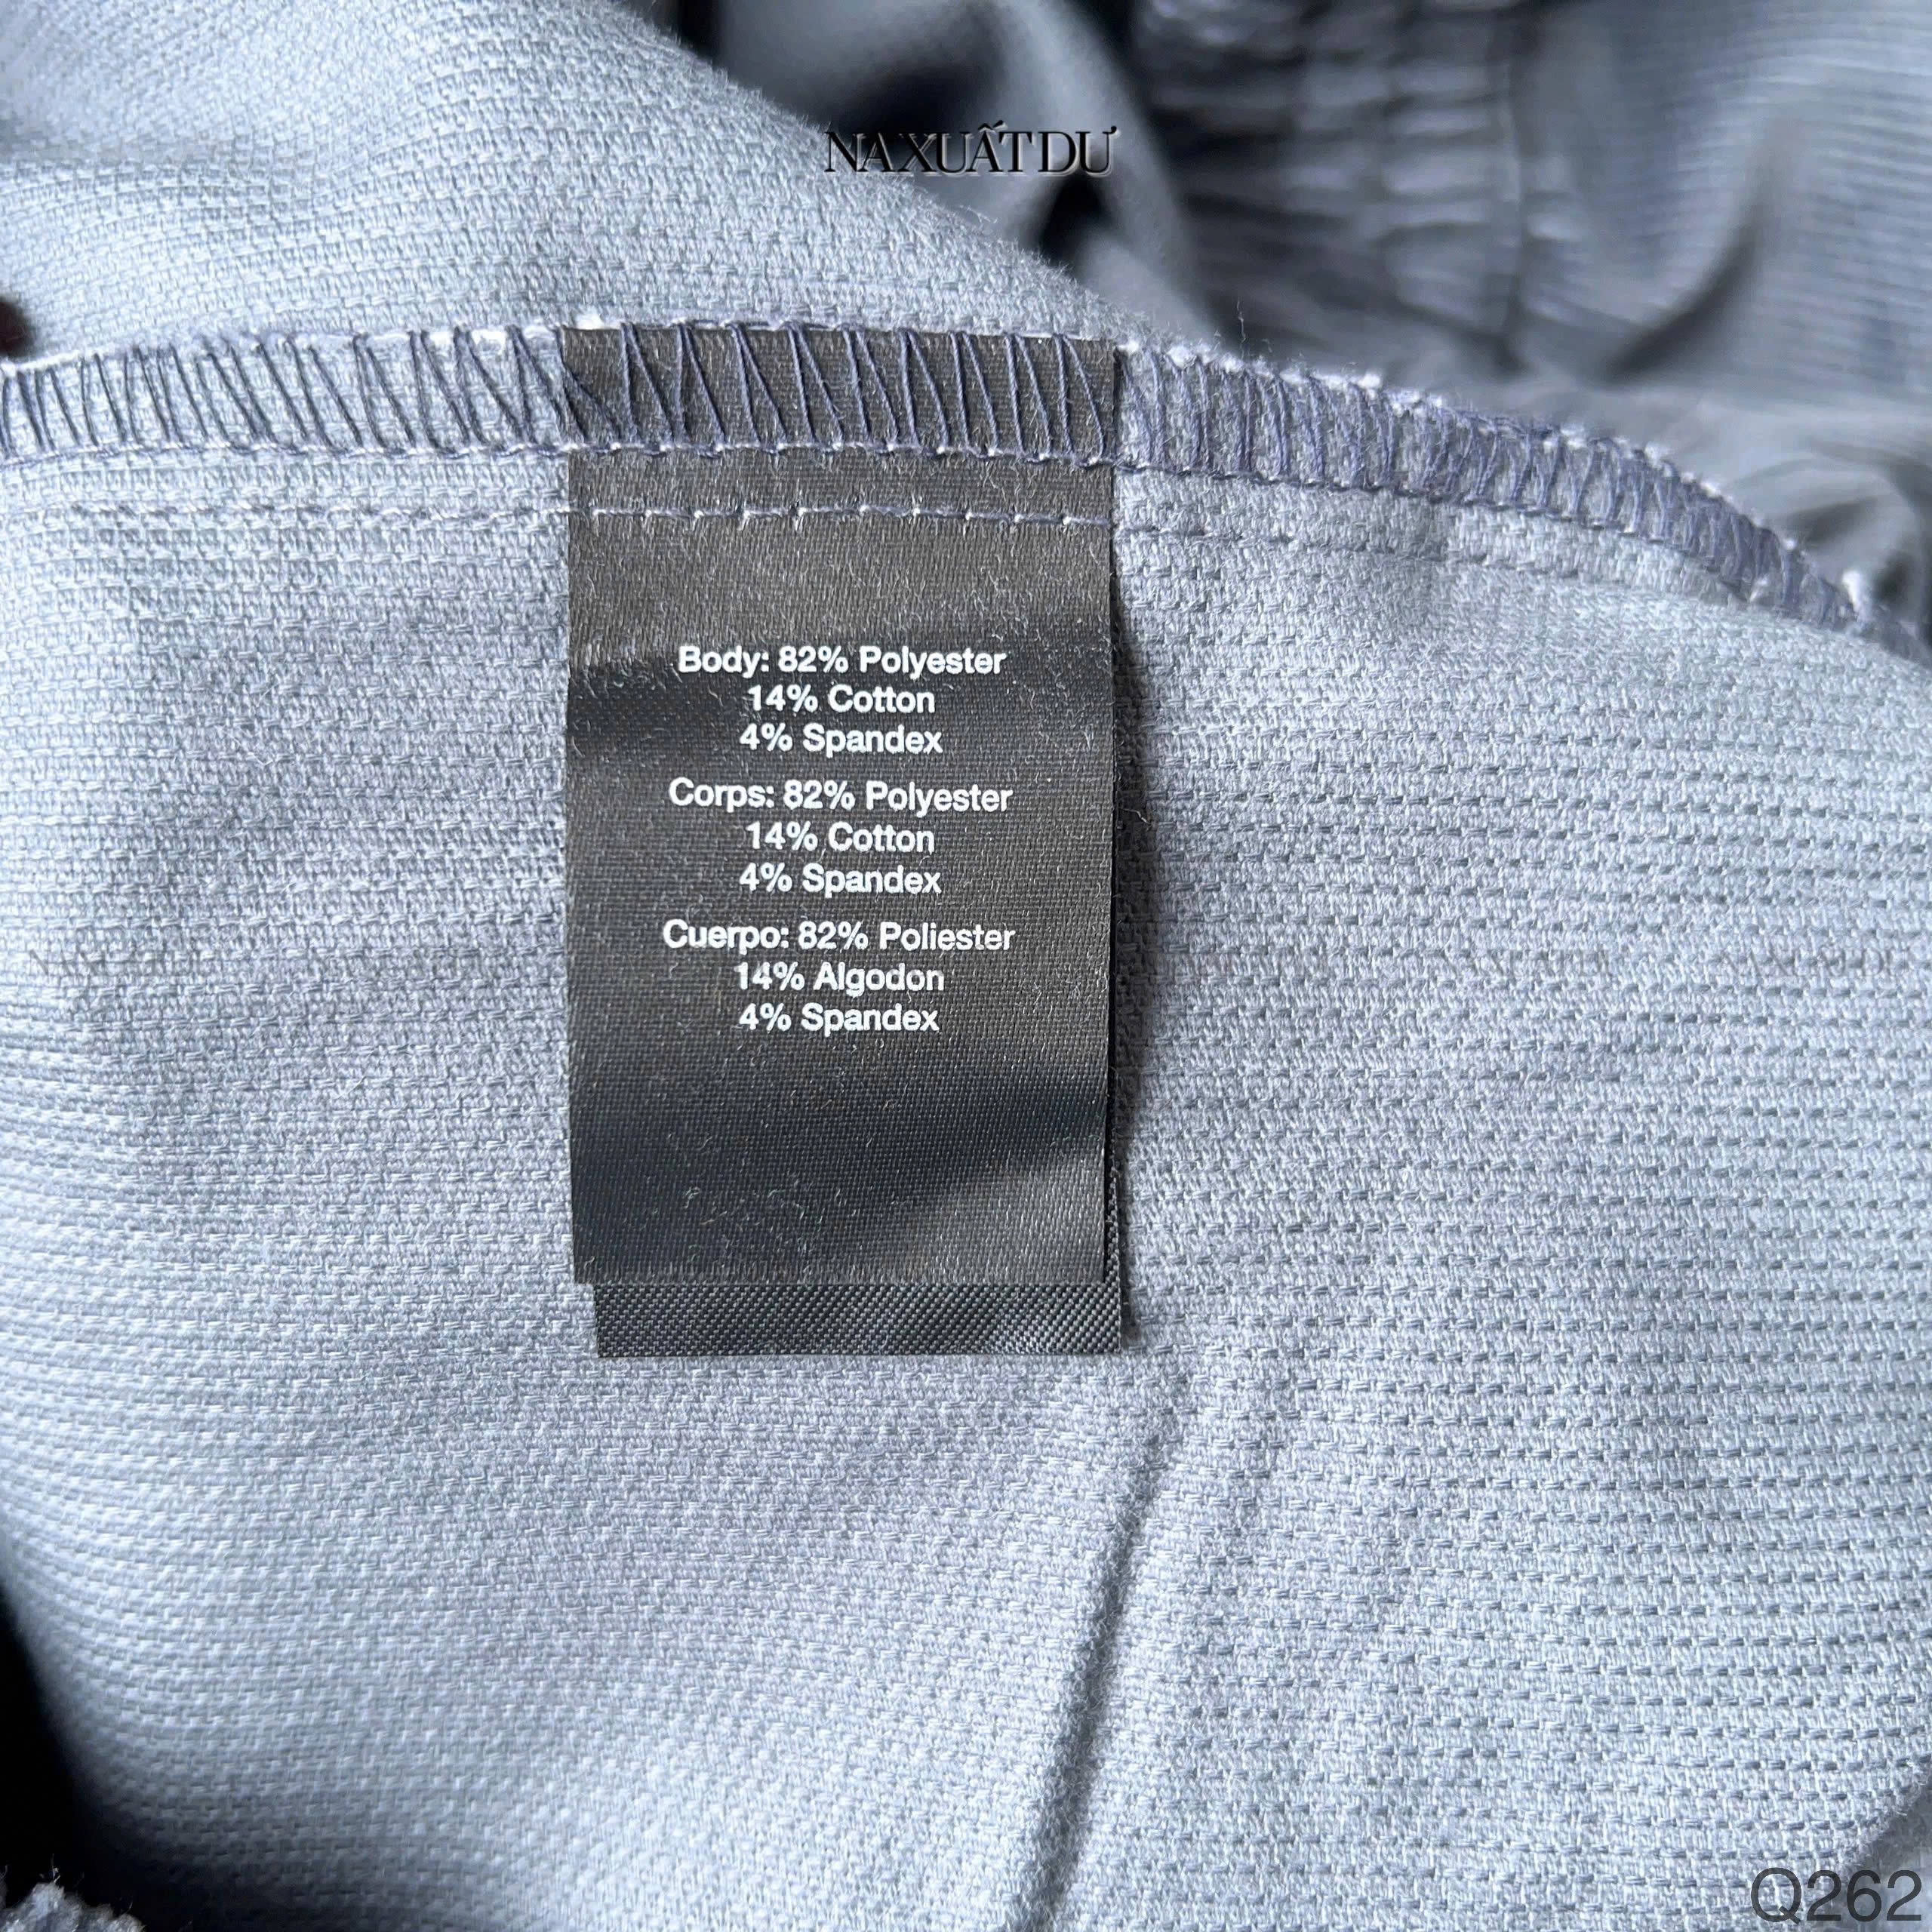 NA XUẤT DƯ
Body: 82% Polyester
14% Cotton
4% Spandex
Corps: 82% Polyester
14% Cotton
4% Spandex
Cuerpo: 82% Poliester
14% Algodon
4% Spandex
Q262